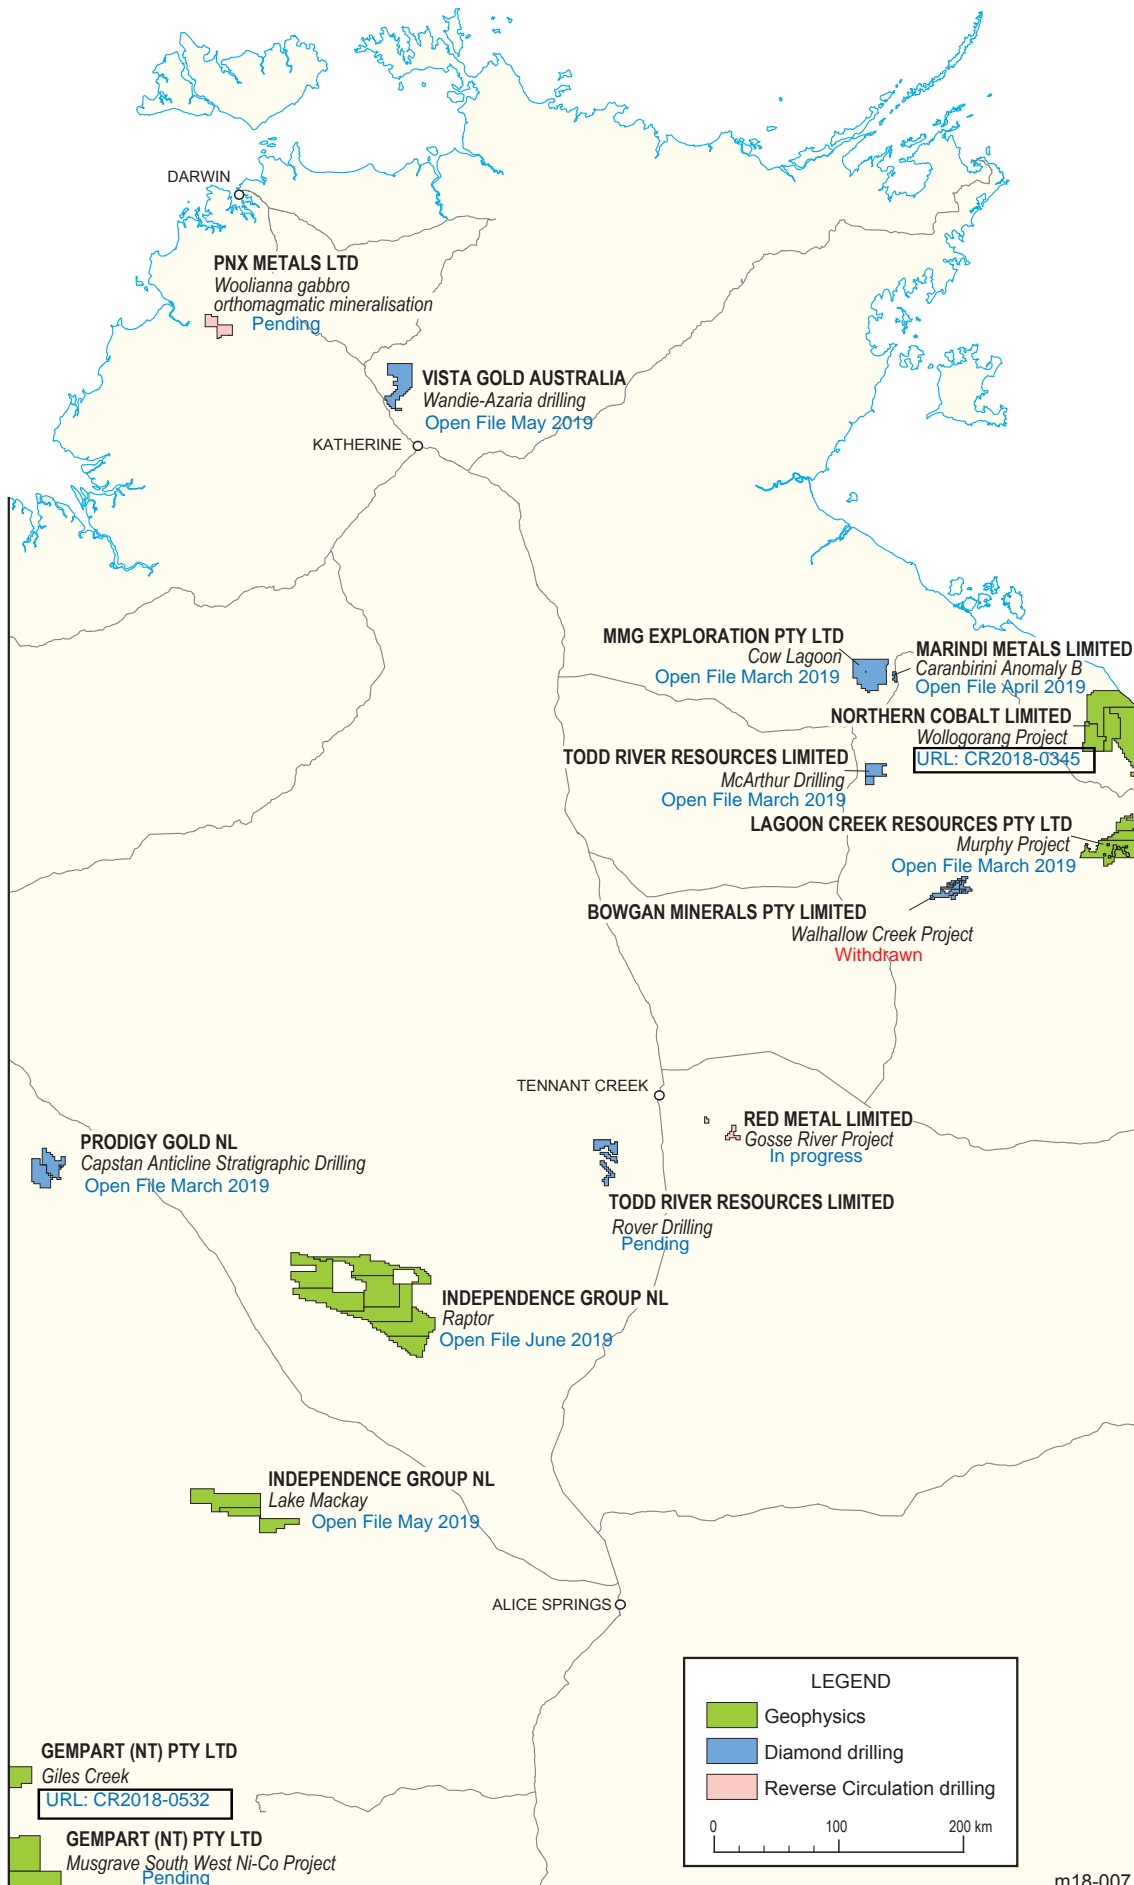 DARWIN
PNX METALS LTD
Woolianna gabbro
orthomagmatic mineralisation
Pending
VISTA GOLD AUSTRALIA
Wandie-Azaria drilling
Open File May 2019
KATHERINE
MMG EXPLORATION PTY LTD
Cow Lagoon
Open File March 2019
MARINDI METALS LIMITED
Caranbirini Anomaly B
Open File April 2019
NORTHERN COBALT LIMITED
Wollogorang Project
URL: CR2018-0345
TODD RIVER RESOURCES LIMITED
McArthur Drilling
Open File March 2019
LAGOON CREEK RESOURCES PTY LTD
Murphy Project
Open File March 2019
BOWGAN MINERALS PTY LIMITED
Walhallow Creek Project
Withdrawn
TENNANT CREEK
RED METAL LIMITED
Gosse River Project
In progress
PRODIGY GOLD NL
Capstan Anticline Stratigraphic Drilling
Open File March 2019
TODD RIVER RESOURCES LIMITED
Rover Drilling
Pending
INDEPENDENCE GROUP NL
Raptor
Open File June 2019
INDEPENDENCE GROUP NL
Lake Mackay
Open File May 2019
ALICE SPRINGS
GEMPART (NT) PTY LTD
Giles Creek
URL: CR2018-0532
GEMPART (NT) PTY LTD
Musgrave South West Ni-Co Project
Pending
LEGEND
Geophysics
Diamond drilling
Reverse Circulation drilling
0 100 200 km
m18-007